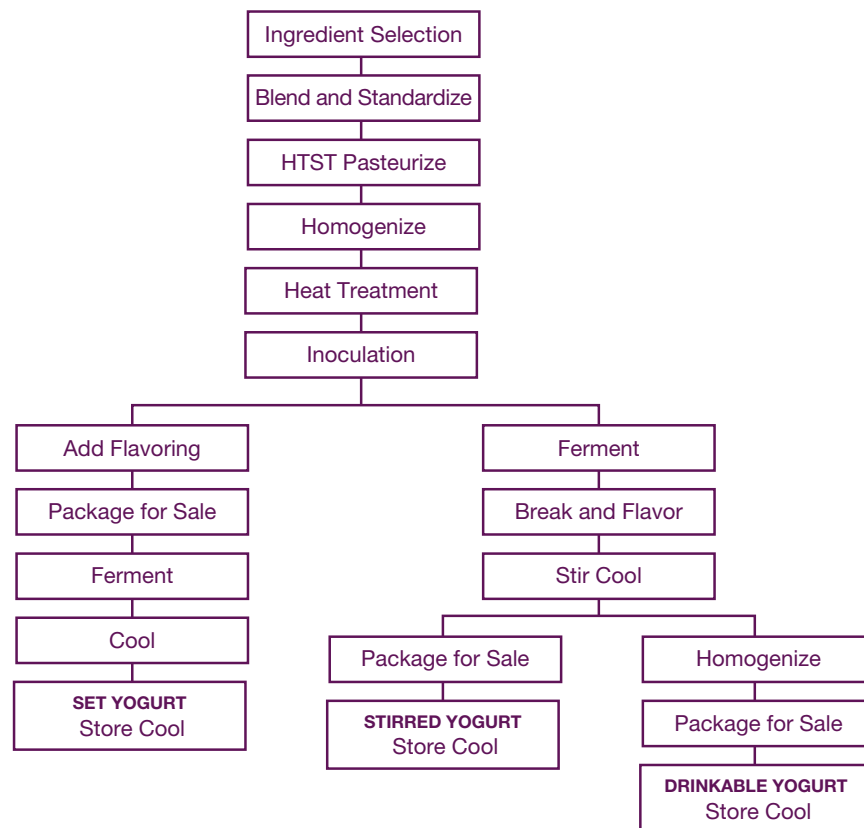 Ingredient Selection
Blend and Standardize
HTST Pasteurize
Homogenize
Heat Treatment
Inoculation
Add Flavoring
Package for Sale
Ferment
Cool
SET YOGURT
Store Cool
Ferment
Break and Flavor
Stir Cool
Package for Sale
STIRRED YOGURT
Store Cool
Homogenize
Package for Sale
DRINKABLE YOGURT
Store Cool